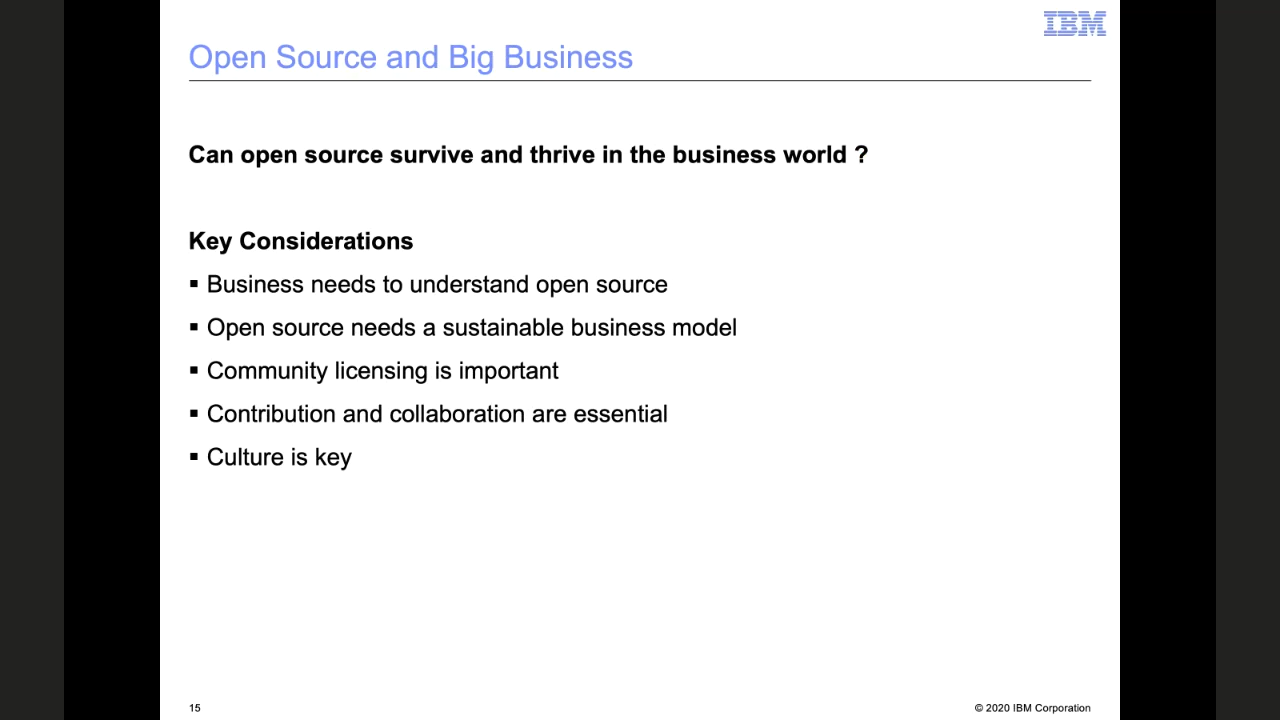 IBM
Open Source and Big Business
Can open source survive and thrive in the business world ?
Key Considerations
▪ Business needs to understand open source
▪ Open source needs a sustainable business model
▪ Community licensing is important
▪ Contribution and collaboration are essential
▪ Culture is key
15
© 2020 IBM Corporation